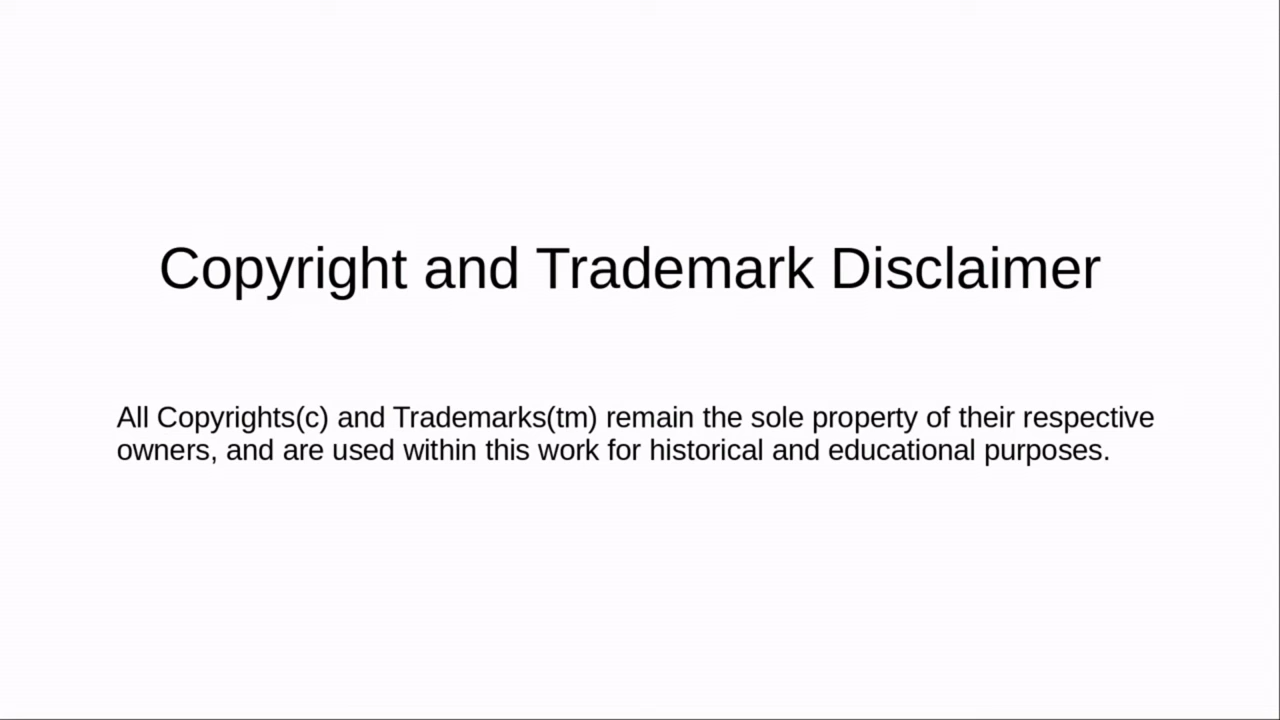 Copyright and Trademark Disclaimer
All Copyrights(c) and Trademarks(tm) remain the sole property of their respective
owners, and are used within this work for historical and educational purposes.